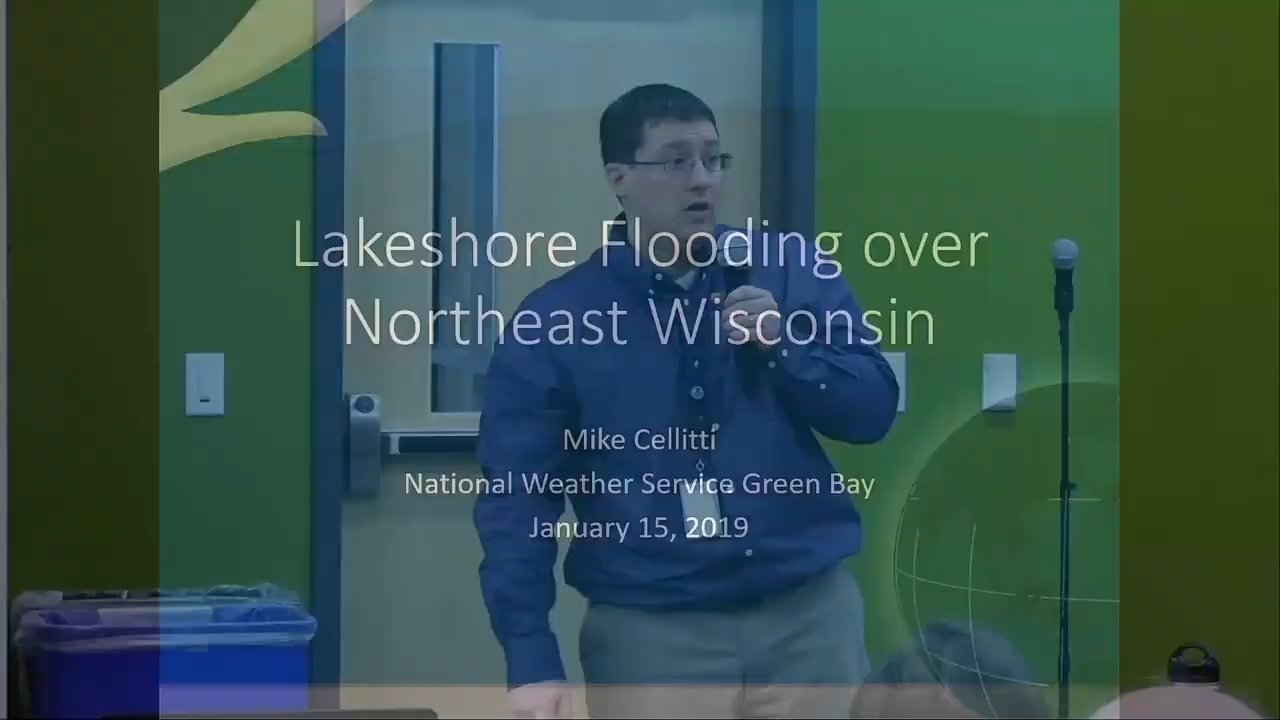 Lakeshore Flooding over
Northeast Wisconsin
Mike Cellitti
National Weather Service Green Bay
January 15, 2019